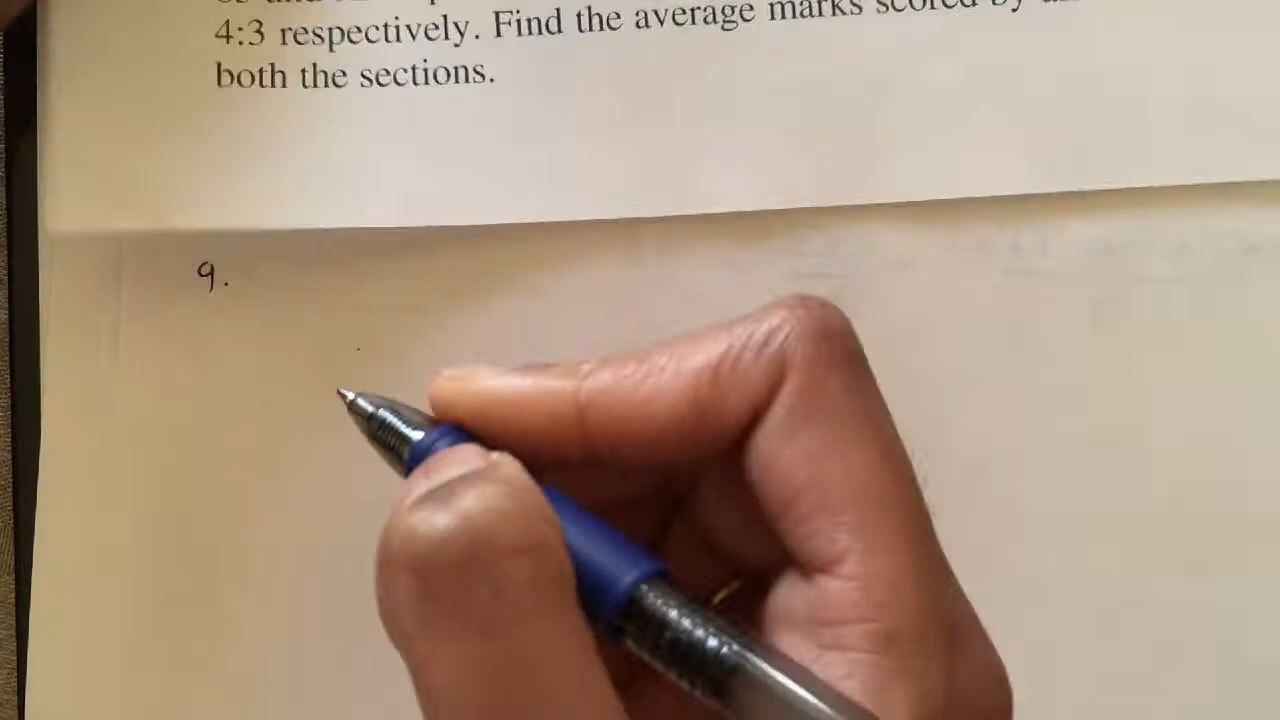 4:3 respectively. Find the average marks scored by
both the sections.
9.